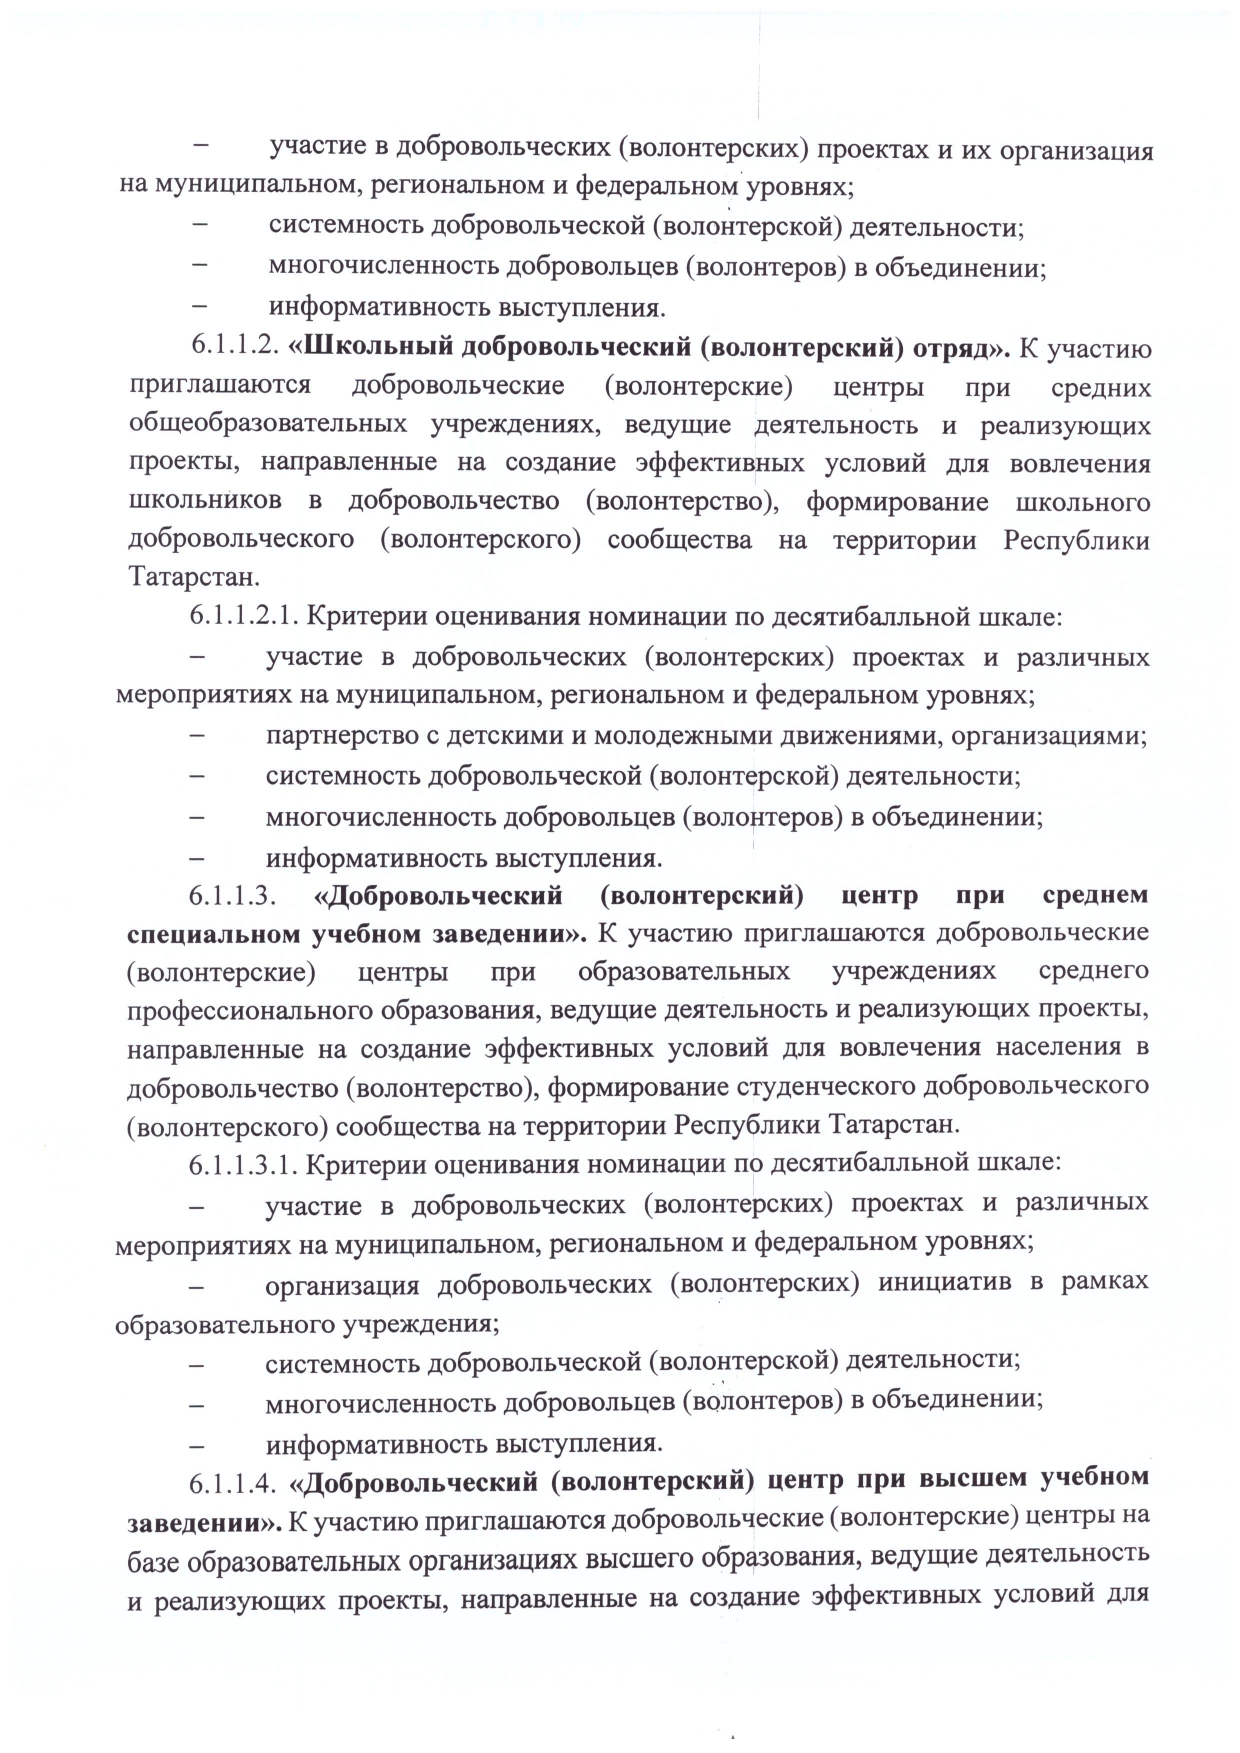 – участие в добровольческих (волонтерских) проектах и их организация
на муниципальном, региональном и федеральном уровнях;
– системность добровольческой (волонтерской) деятельности;
– многочисленность добровольцев (волонтеров) в объединении;
– информативность выступления.
6.1.1.2. «Школьный добровольческий (волонтерский) отряд». К участию
приглашаются добровольческие (волонтерские) центры при средних
общеобразовательных учреждениях, ведущие деятельность и реализующих
проекты, направленные на создание эффективных условий для вовлечения
школьников в добровольчество (волонтерство), формирование школьного
добровольческого (волонтерского) сообщества на территории Республики
Татарстан.
6.1.1.2.1. Критерии оценивания номинации по десятибалльной шкале:
– участие в добровольческих (волонтерских) проектах и различных
мероприятиях на муниципальном, региональном и федеральном уровнях;
– партнерство с детскими и молодежными движениями, организациями;
– системность добровольческой (волонтерской) деятельности;
– многочисленность добровольцев (волонтеров) в объединении;
– информативность выступления.
6.1.1.3. «Добровольческий (волонтерский) центр при среднем
специальном учебном заведении». К участию приглашаются добровольческие
(волонтерские) центры при образовательных учреждениях среднего
профессионального образования, ведущие деятельность и реализующих проекты,
направленные на создание эффективных условий для вовлечения населения в
добровольчество (волонтерство), формирование студенческого добровольческого
(волонтерского) сообщества на территории Республики Татарстан.
6.1.1.3.1. Критерии оценивания номинации по десятибалльной шкале:
– участие в добровольческих (волонтерских) проектах и различных
мероприятиях на муниципальном, региональном и федеральном уровнях;
– организация добровольческих (волонтерских) инициатив в рамках
образовательного учреждения;
– системность добровольческой (волонтерской) деятельности;
– многочисленность добровольцев (волонтеров) в объединении;
– информативность выступления.
6.1.1.4. «Добровольческий (волонтерский) центр при высшем учебном
заведении». К участию приглашаются добровольческие (волонтерские) центры на
базе образовательных организациях высшего образования, ведущие деятельность
и реализующих проекты, направленные на создание эффективных условий для